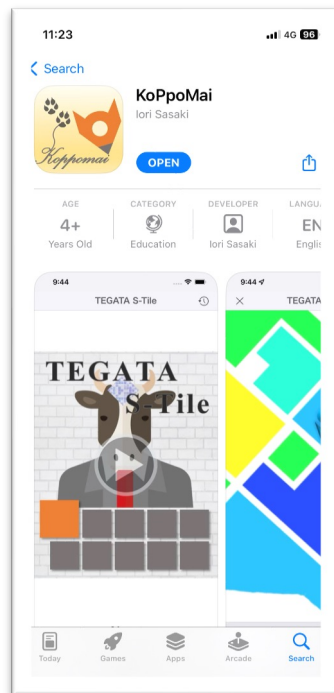 11:23
4G 96
Search
KoPpoMai
Iori Sasaki
Koppomai
OPEN
AGE
CATEGORY
DEVELOPER
LANGUA
4+
EN
Years Old
Education
Iori Sasaki
Englis
9:44
TEGATA S-Tile
9:44
TEGATA
TEGATA
S-Tile
Today
Games
Apps
Arcade
Search